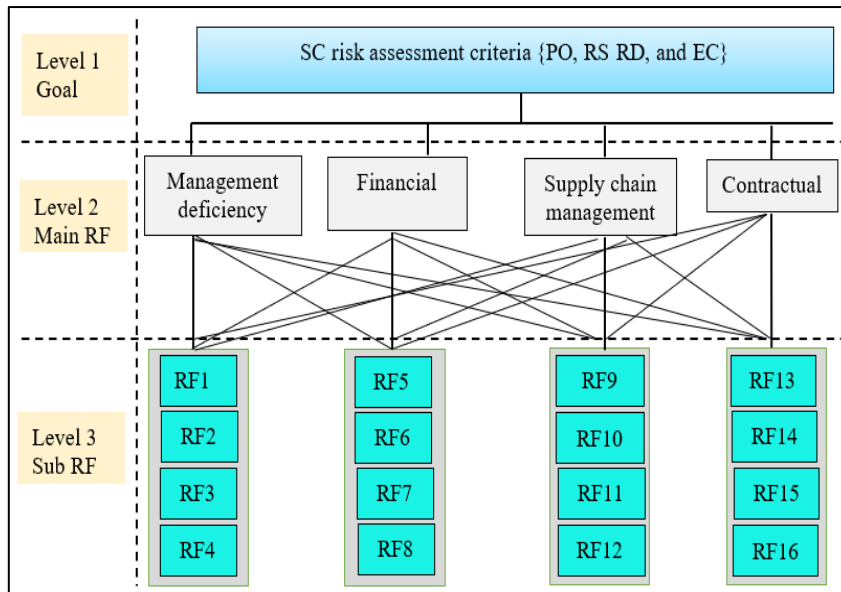 SC risk assessment criteria {PO, RS RD, and EC}
Level 1
Goal
Management
deficiency
Financial
Supply chain
management
Contractual
Level 2
Main RF
RF1
RF5
RF9
RF13
RF2
RF6
RF10
RF14
Level 3
Sub RF
RF3
RF7
RF11
RF15
RF4
RF8
RF12
RF16